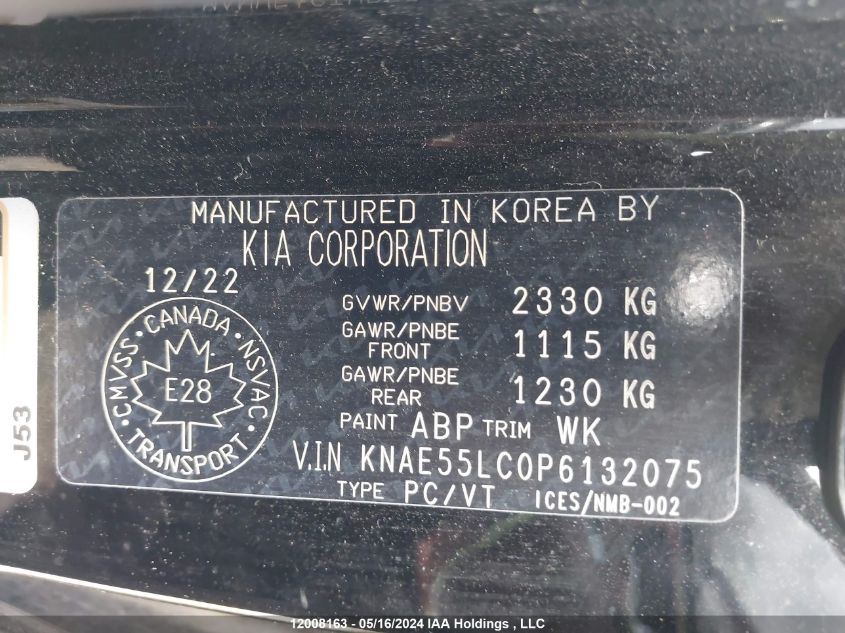 MANUFACTURED IN KOREA BY
KIA CORPORATION
12/22
GVWR/PNBV 2330 KG
GAWR/PNBE FRONT 1115 KG
GAWR/PNBE REAR 1230 KG
CANADA • NSVAC • TRANSPORT • CMVSS •
E28
PAINT ABP TRIM WK
V.I.N KNAE55LC0P6132075
TYPE PC/VT ICES/NMB-002
J53
12008163 - 05/16/2024 IAA Holdings , LLC